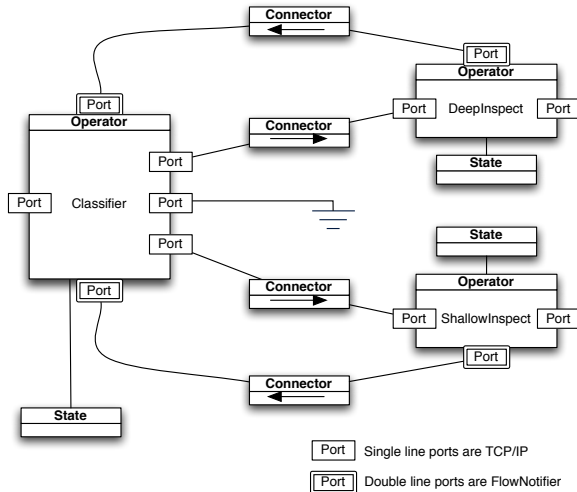 Connector
Port
Port
Operator
Operator
Port
DeepInspect
Port
Connector
Port
State
Port
Classifier
Port
Port
State
Operator
Connector
Port
Port
ShallowInspect
Port
Port
Connector
State
Port Single line ports are TCP/IP
Port Double line ports are FlowNotifier